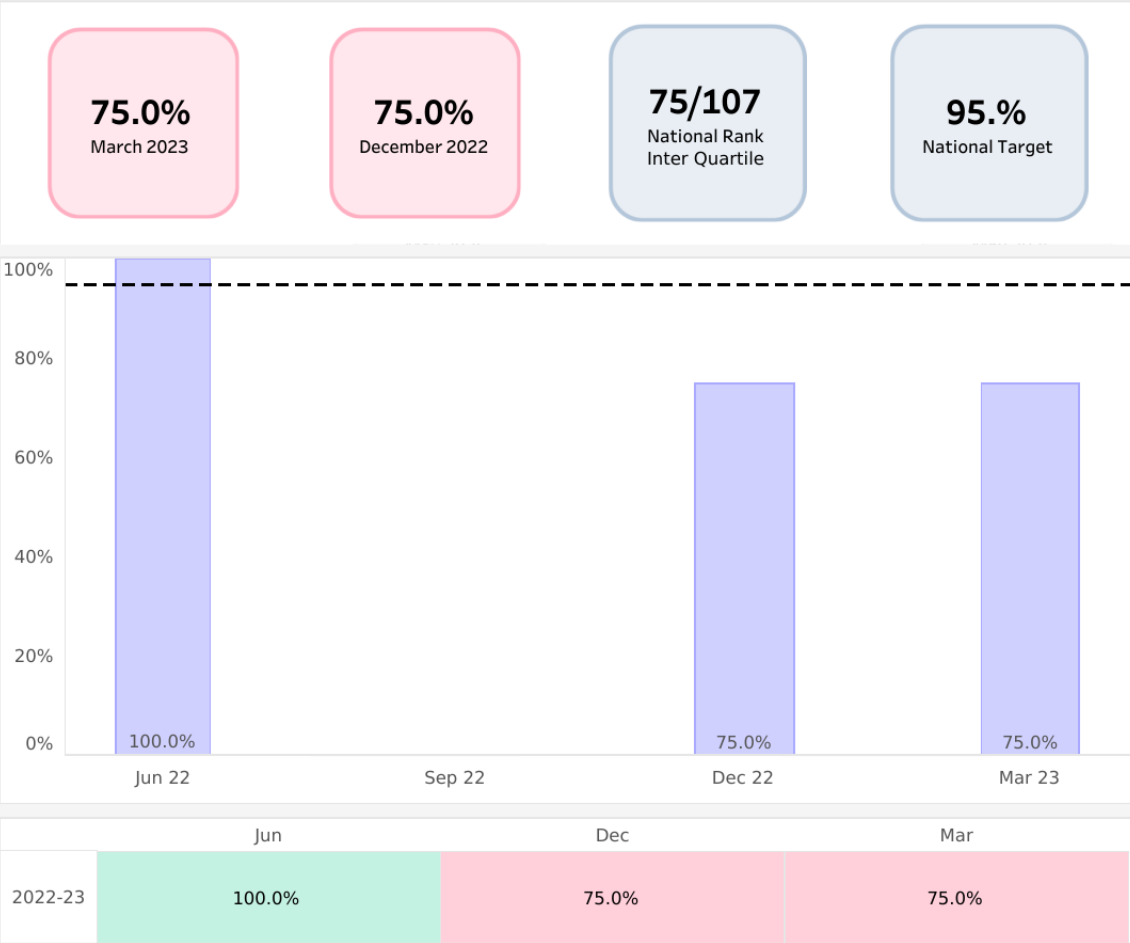 75.0%
March 2023
75.0%
December 2022
75/107
National Rank
Inter Quartile
95.%
National Target
100%
80%
60%
40%
20%
0%
100.0%
75.0%
75.0%
Jun 22
Sep 22
Dec 22
Mar 23
Jun
Dec
Mar
2022-23
100.0%
75.0%
75.0%